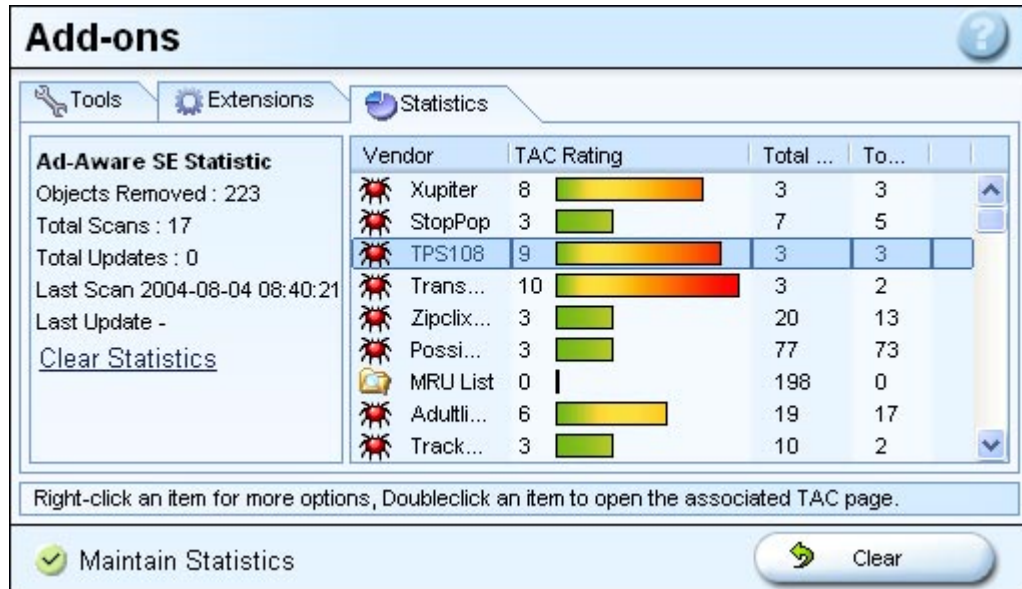 Add-ons
?
Tools Extensions Statistics
Ad-Aware SE Statistic
Objects Removed : 223
Total Scans : 17
Total Updates : 0
Last Scan 2004-08-04 08:40:21
Last Update -
Clear Statistics
Vendor TAC Rating Total ... To...
Xupiter 8 3 3
StopPop 3 7 5
TPS108 9 3 3
Trans... 10 3 2
Zipclix... 3 20 13
Possi... 3 77 73
MRU List 0 198 0
Adultli... 6 19 17
Track... 3 10 2
Right-click an item for more options, Doubleclick an item to open the associated TAC page.
Maintain Statistics
Clear